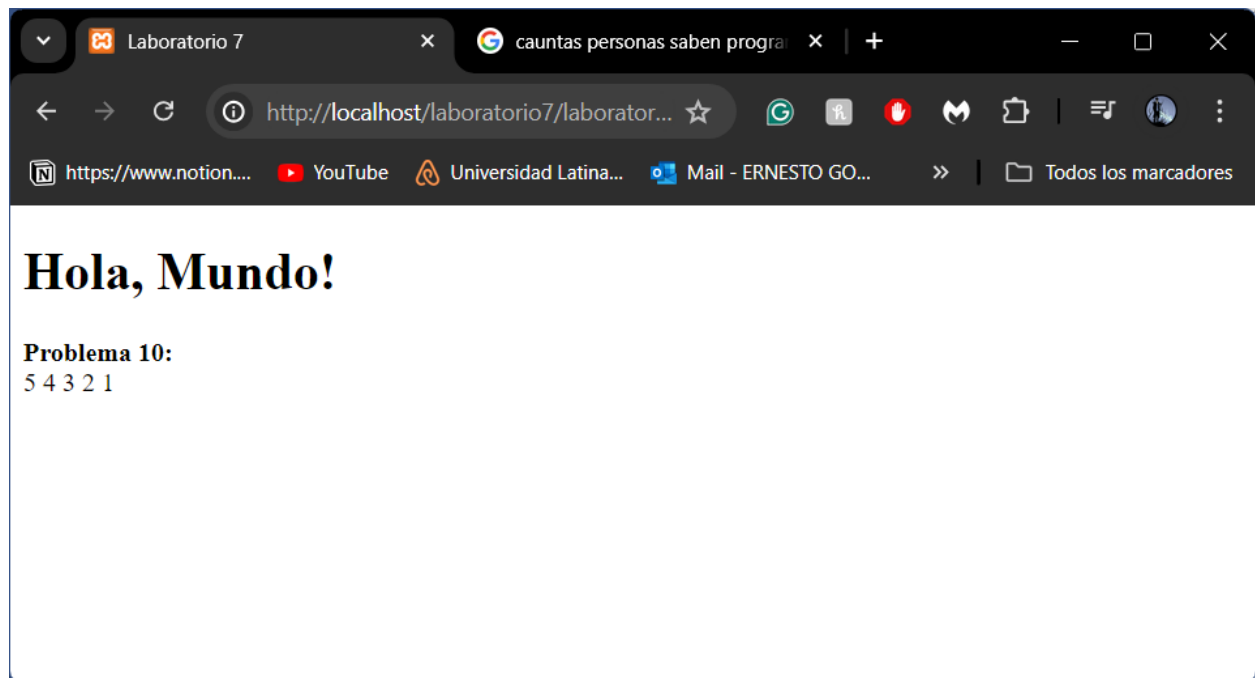 Laboratorio 7
cauntas personas saben progra
http://localhost/laboratorio7/laborator...
https://www.notion....
YouTube
Universidad Latina...
Mail - ERNESTO GO...
Todos los marcadores
Hola, Mundo!
Problema 10:
5 4 3 2 1